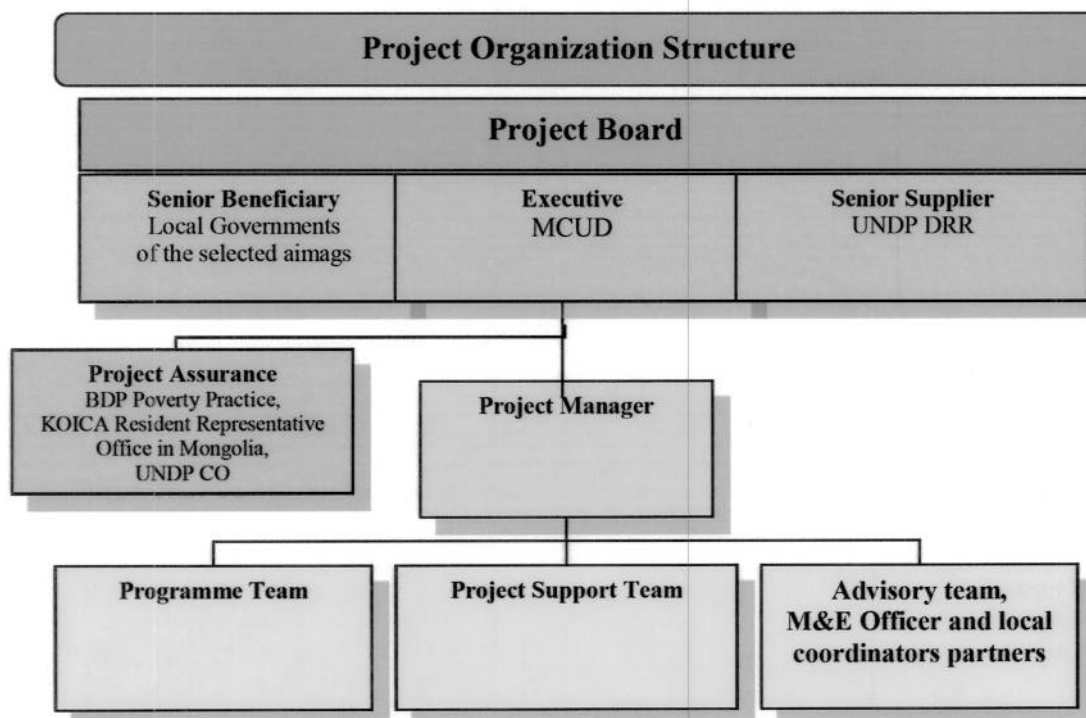 Project Organization Structure
Project Board
Senior Beneficiary
Local Governments
of the selected aimags
Executive
MCUD
Senior Supplier
UNDP DRR
Project Assurance
BDP Poverty Practice,
KOICA Resident Representative
Office in Mongolia,
UNDP CO
Project Manager
Programme Team
Project Support Team
Advisory team,
M&E Officer and local
coordinators partners